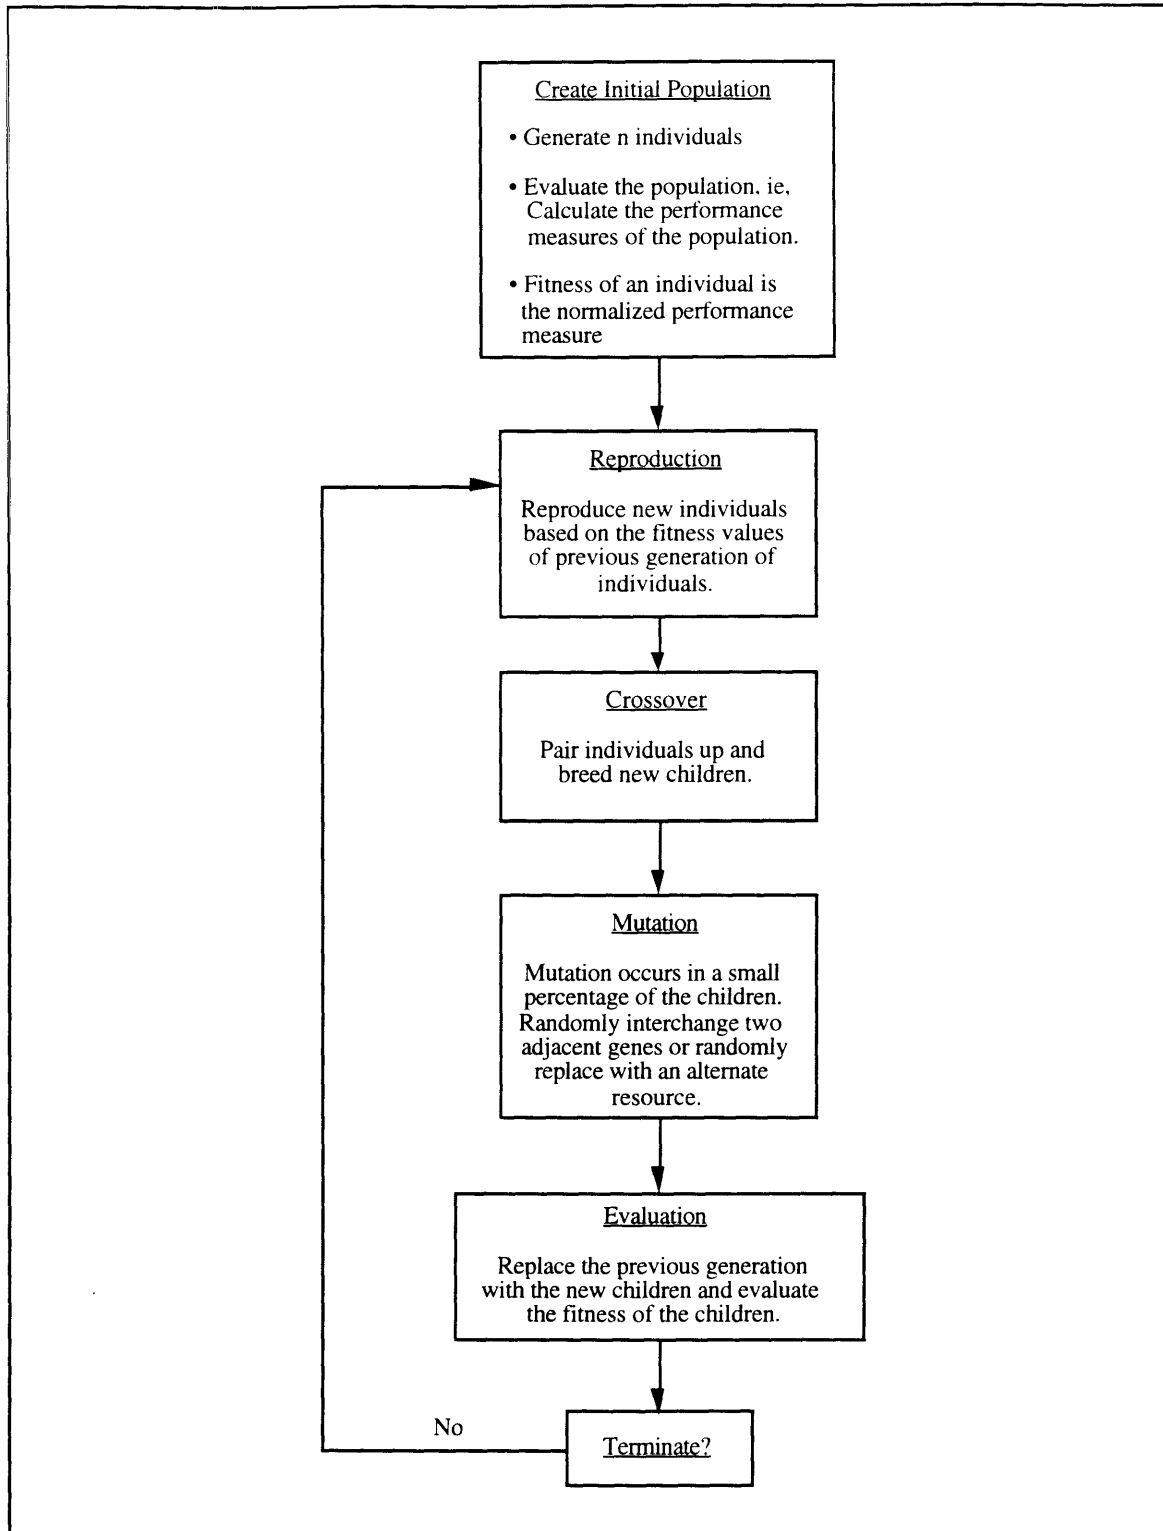 Create Initial Population
• Generate n individuals
• Evaluate the population, ie,
Calculate the performance
measures of the population.
• Fitness of an individual is
the normalized performance
measure
Reproduction
Reproduce new individuals
based on the fitness values
of previous generation of
individuals.
Crossover
Pair individuals up and
breed new children.
Mutation
Mutation occurs in a small
percentage of the children.
Randomly interchange two
adjacent genes or randomly
replace with an alternate
resource.
Evaluation
Replace the previous generation
with the new children and evaluate
the fitness of the children.
No
Terminate?